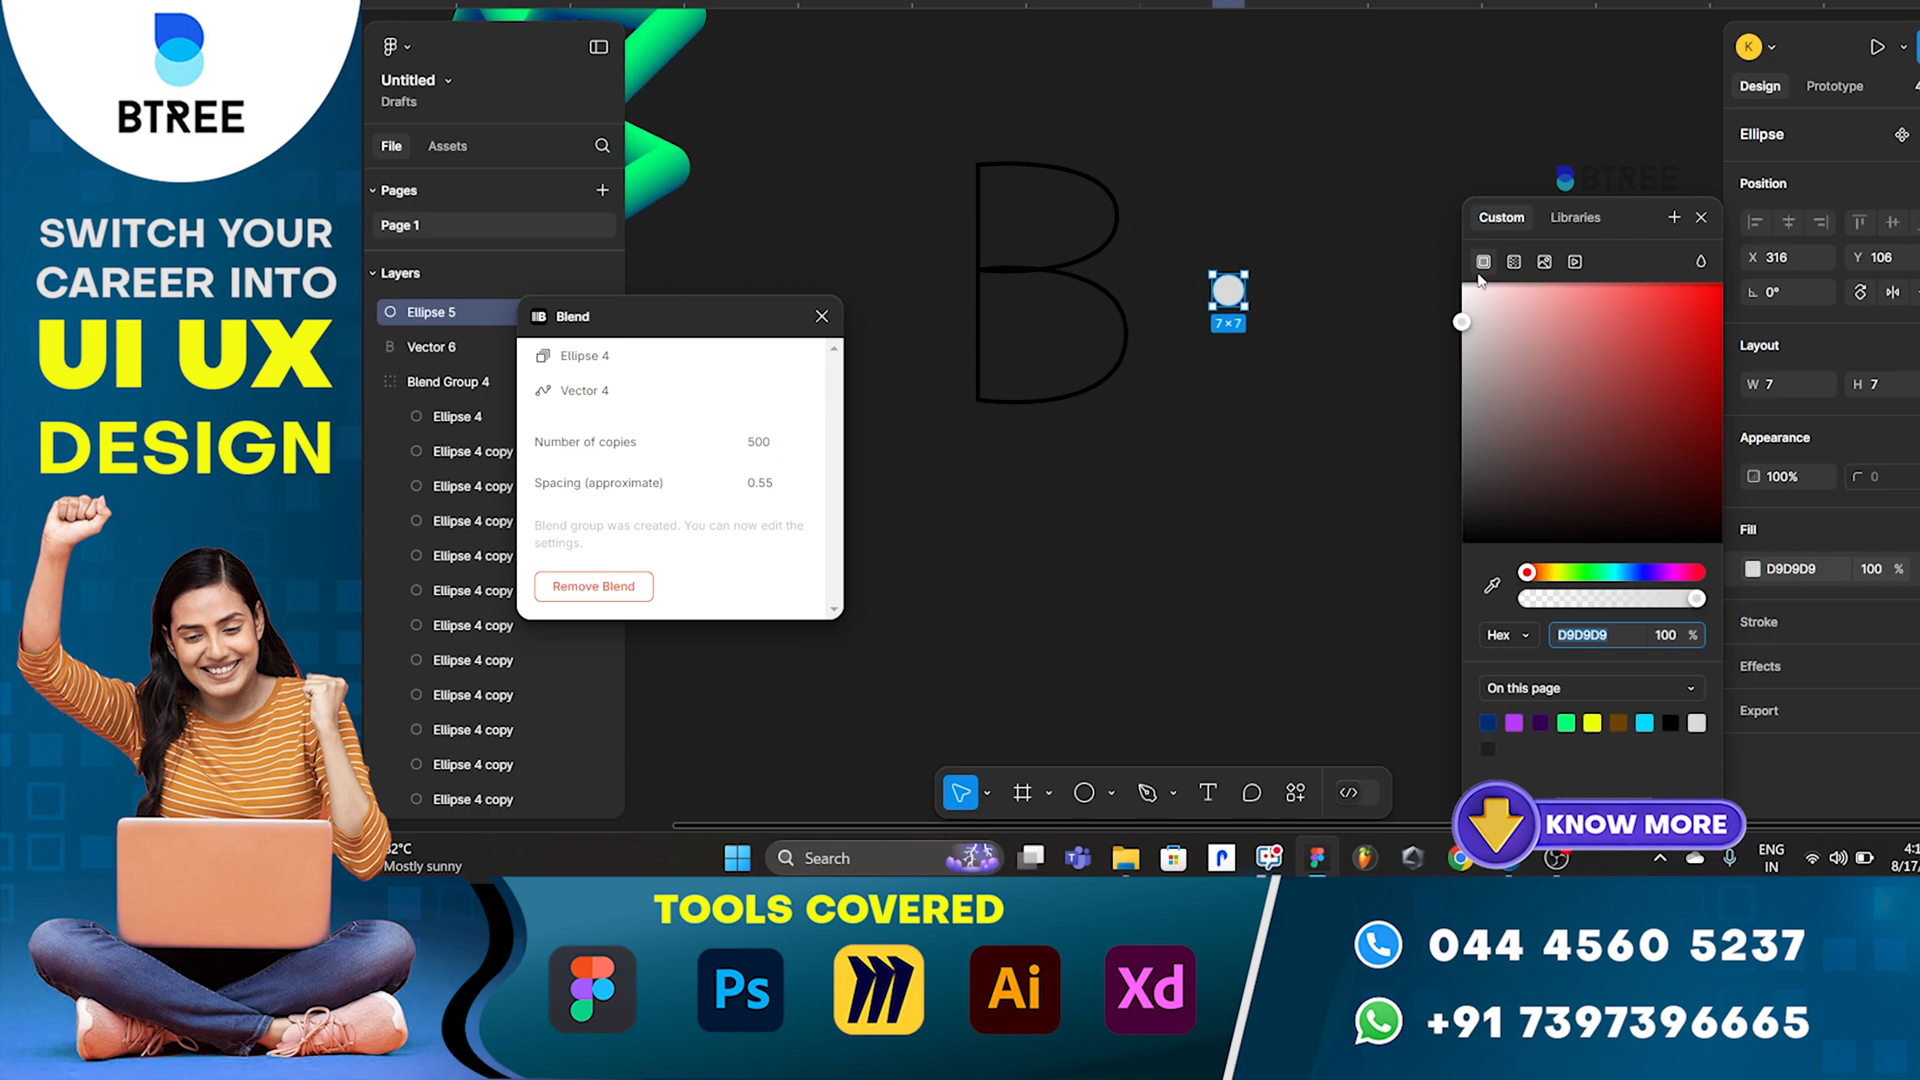 BTREE
SWITCH YOUR
CAREER INTO
UI UX
DESIGN
Untitled
Drafts
File
Assets
Pages
Page 1
Layers
Ellipse 5
Vector 6
Blend Group 4
Ellipse 4
Ellipse 4 copy
Ellipse 4 copy
Ellipse 4 copy
Ellipse 4 copy
Ellipse 4 copy
Ellipse 4 copy
Ellipse 4 copy
Ellipse 4 copy
Ellipse 4 copy
Ellipse 4 copy
Ellipse 4 copy
B Blend
Ellipse 4
Vector 4
Number of copies 500
Spacing (approximate) 0.55
Blend group was created. You can now edit the
settings.
Remove Blend
B
7 × 7
BTREE
Custom
Libraries
Hex
D9D9D9
100 %
On this page
K
Design
Prototype
Ellipse
Position
X 316
Y 106
0°
Layout
W 7
H 7
Appearance
100%
0
Fill
D9D9D9 100 %
Stroke
Effects
Export
KNOW MORE
2°C
Mostly sunny
Search
ENG
IN
4:1
8/17
TOOLS COVERED
Ps
Ai
Xd
044 4560 5237
+91 7397396665